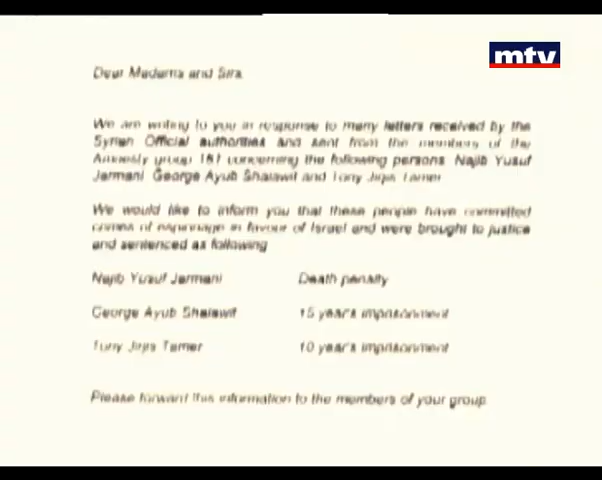 mtv
Dear Madams and Sirs
We are writing to you in response to many letters received by the
Syrian Official authorities and sent from the members of the
Amnesty group 161 concerning the following persons Najib Yusuf
Jermani George Ayub Shalawit and Tony Jirjis Tamer
We would like to inform you that these people have committed
crimes of espionage in favour of Israel and were brought to justice
and sentenced as following
Najib Yusuf Jermani Death penalty
George Ayub Shalawit 15 years imprisonment
Tony Jirjis Tamer 10 years imprisonment
Please forward this information to the members of your group